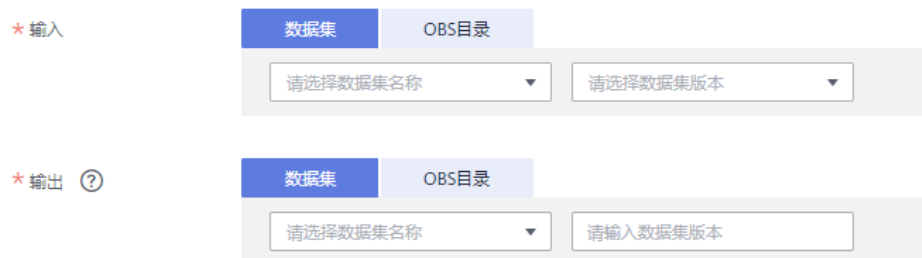 * 输入 数据集 OBS目录
请选择数据集名称 请选择数据集版本
* 输出 ? 数据集 OBS目录
请选择数据集名称 请输入数据集版本